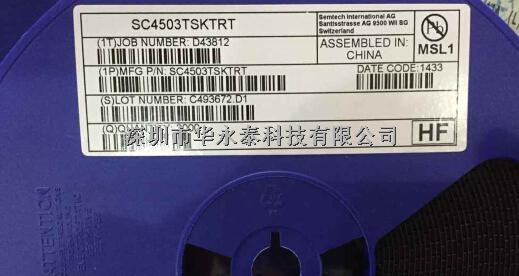 SC4503TSKTRT
Semtech International AG
Santisstrasse AG 9500 Wil SG
Switzerland
(1T)JOB NUMBER: D43812
ASSEMBLED IN:
CHINA
MSL1
(1P)MFG P/N: SC4503TSKTRT
DATE CODE: 1433
(S)LOT NUMBER: C493672.D1
深圳市华永泰科技有限公司
HF
ATTENTION